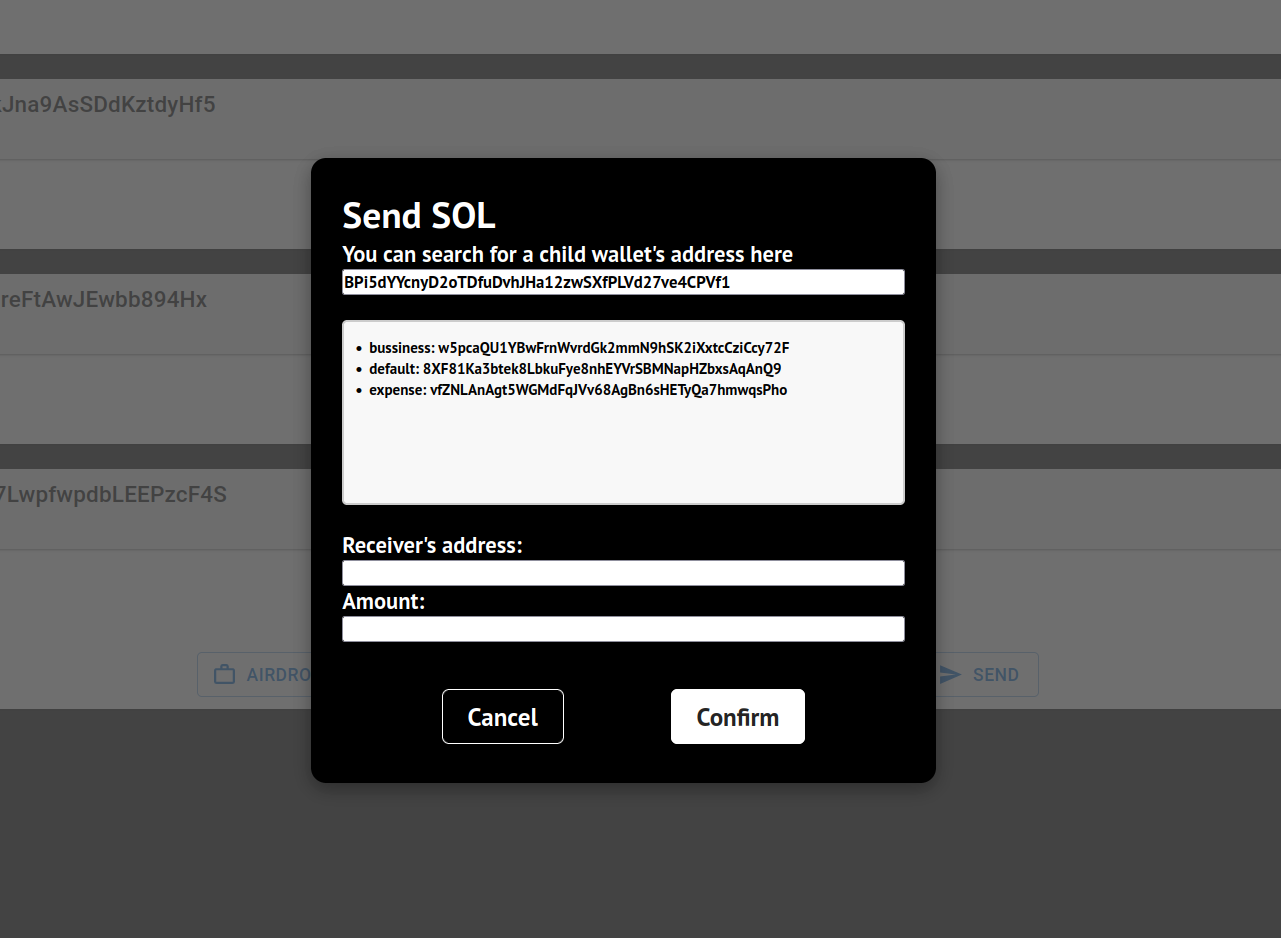 Jna9AsSDdKztdyHf5
reFtAwJEwbb894Hx
7LwpfwpdbLEEPzcF4S
Send SOL
You can search for a child wallet's address here
BPi5dYYcnyD2oTDfuDvhJHa12zwSXfPLVd27ve4CPVf1
• bussiness: w5pcaQU1YBwFrnWvrdGk2mmN9hSK2iXxtcCziCcy72F
• default: 8XF81Ka3btek8LbkuFye8nhEYVrSBMNapHZbxsAqAnQ9
• expense: vfZNLAnAgt5WGMdFqJVv68AgBn6sHETyQa7hmwqsPho
Receiver's address:
Amount:
AIRDRO
SEND
Cancel
Confirm